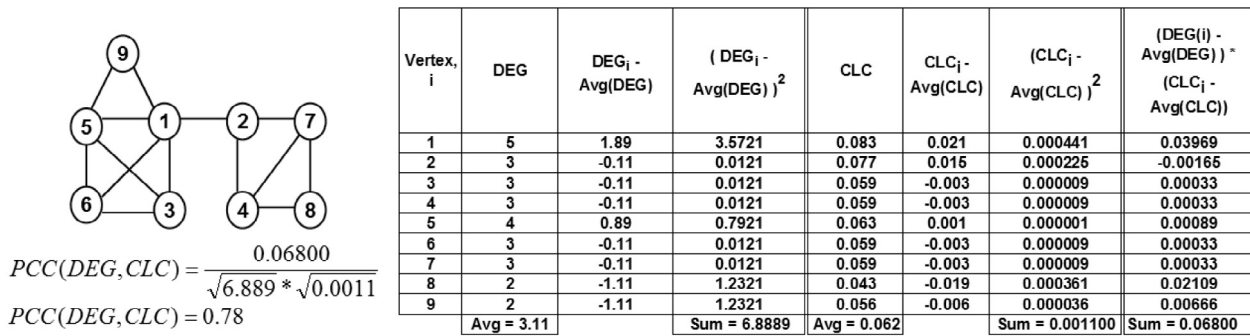 9
5 1 2 7
6 3 4 8
PCC(DEG,CLC) = 0.06800 / √6.889 * √0.0011
PCC(DEG,CLC) = 0.78
Vertex, i | DEG | DEGi - Avg(DEG) | ( DEGi - Avg(DEG) )² | CLC | CLCi - Avg(CLC) | (CLCi - Avg(CLC) )² | (DEG(i) - Avg(DEG) ) * (CLCi - Avg(CLC))
1 | 5 | 1.89 | 3.5721 | 0.083 | 0.021 | 0.000441 | 0.03969
2 | 3 | -0.11 | 0.0121 | 0.077 | 0.015 | 0.000225 | -0.00165
3 | 3 | -0.11 | 0.0121 | 0.059 | -0.003 | 0.000009 | 0.00033
4 | 3 | -0.11 | 0.0121 | 0.059 | -0.003 | 0.000009 | 0.00033
5 | 4 | 0.89 | 0.7921 | 0.063 | 0.001 | 0.000001 | 0.00089
6 | 3 | -0.11 | 0.0121 | 0.059 | -0.003 | 0.000009 | 0.00033
7 | 3 | -0.11 | 0.0121 | 0.059 | -0.003 | 0.000009 | 0.00033
8 | 2 | -1.11 | 1.2321 | 0.043 | -0.019 | 0.000361 | 0.02109
9 | 2 | -1.11 | 1.2321 | 0.056 | -0.006 | 0.000036 | 0.00666
Avg = 3.11 | Sum = 6.8889 | Avg = 0.062 | Sum = 0.001100 | Sum = 0.06800